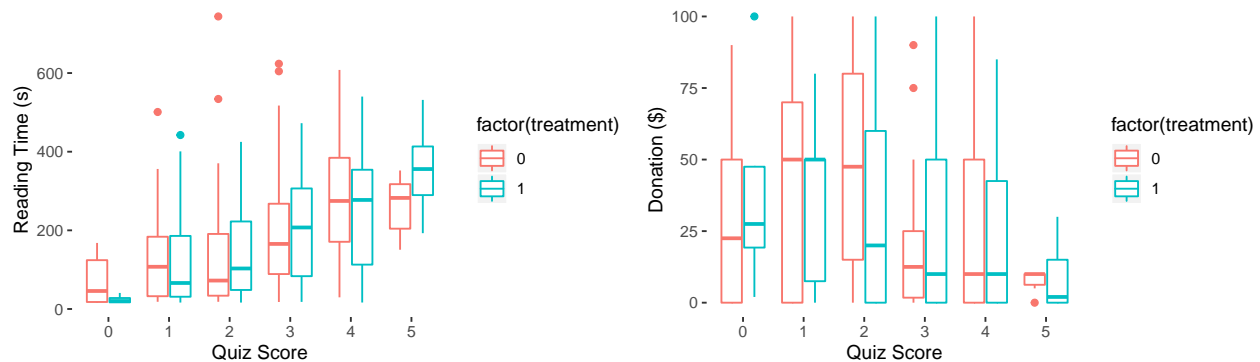 Reading Time (s)
600
400
200
0
0 1 2 3 4 5
Quiz Score
factor(treatment)
0
1
Donation ($)
100
75
50
25
0
0 1 2 3 4 5
Quiz Score
factor(treatment)
0
1